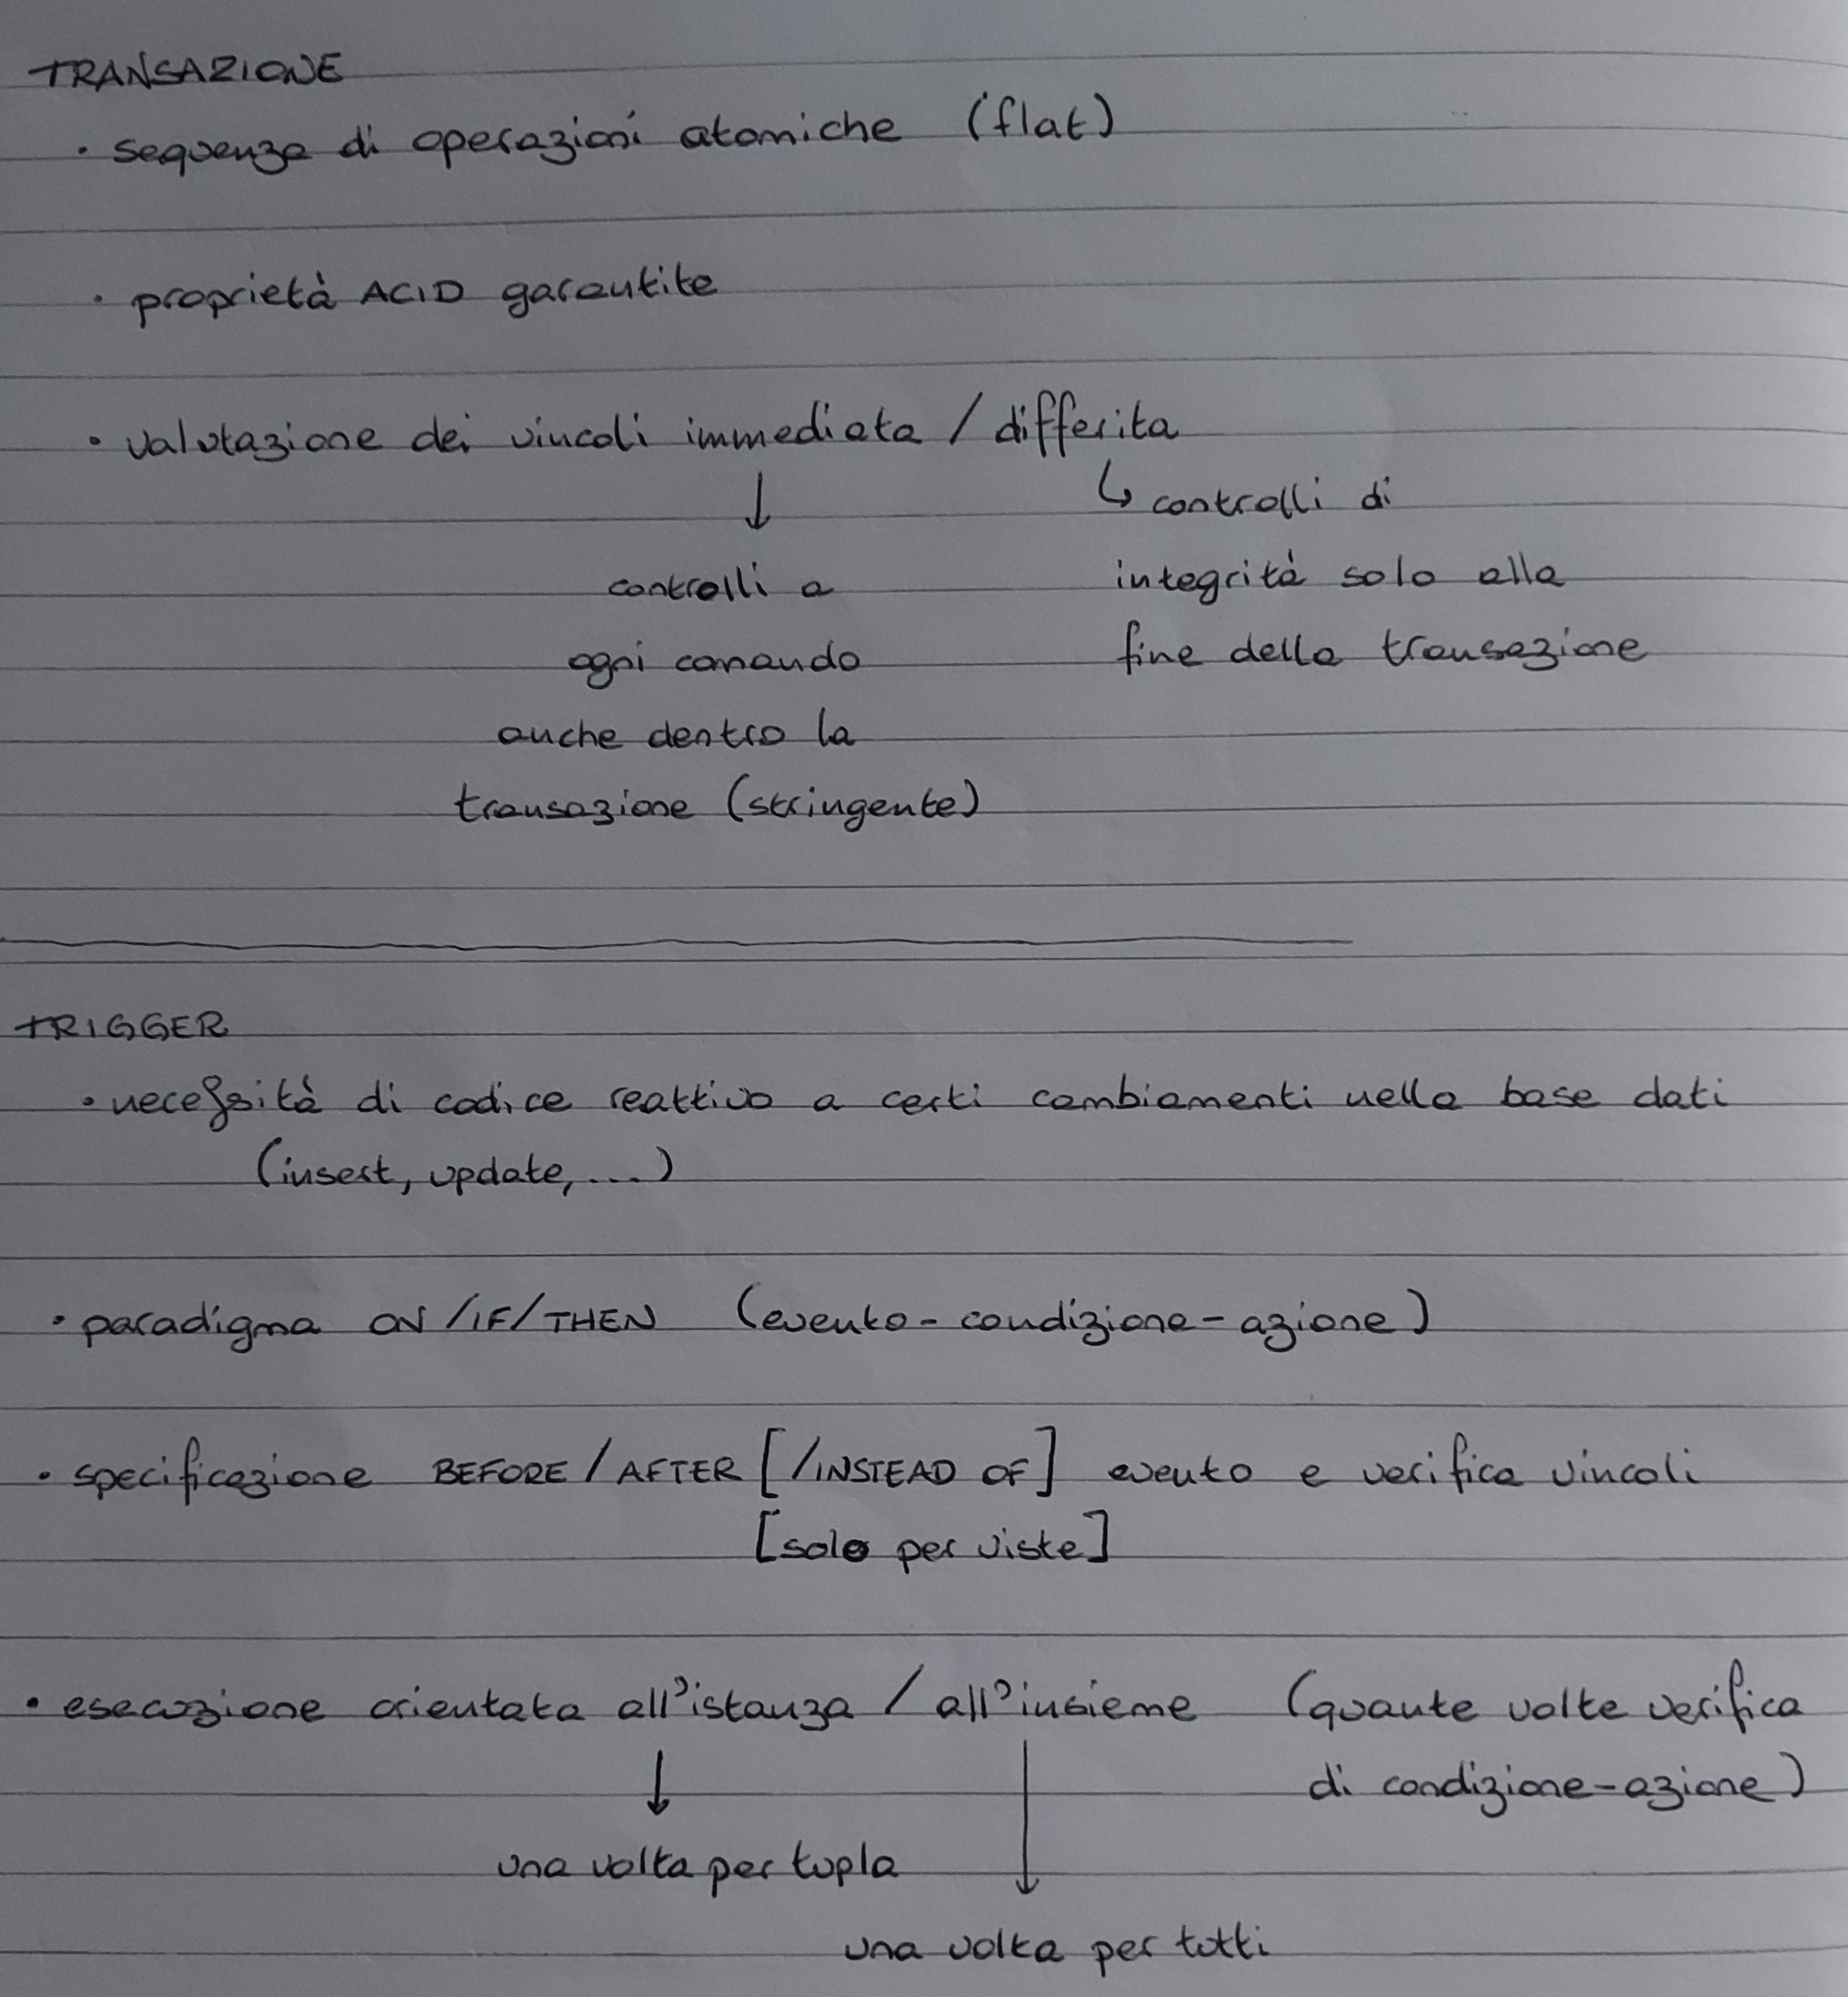 TRANSAZIONE
• sequenza di operazioni atomiche (flat)
• proprietà ACID garantite
• valutazione dei vincoli immediata / differita
↓
↳ controlli di
controlli a
integrità solo alla
ogni comando
fine della transazione
anche dentro la
transazione (stringente)
TRIGGER
• necessità di codice reattivo a certi cambiamenti nella base dati
(insert, update, ...)
• paradigma ON/IF/THEN (evento-condizione-azione)
• specificazione BEFORE/AFTER [/INSTEAD OF] evento e verifica vincoli
[solo per viste]
• esecuzione orientata all'istanza / all'insieme (quante volte verifica
di condizione-azione)
↓
una volta per tupla
↓
una volta per tutti